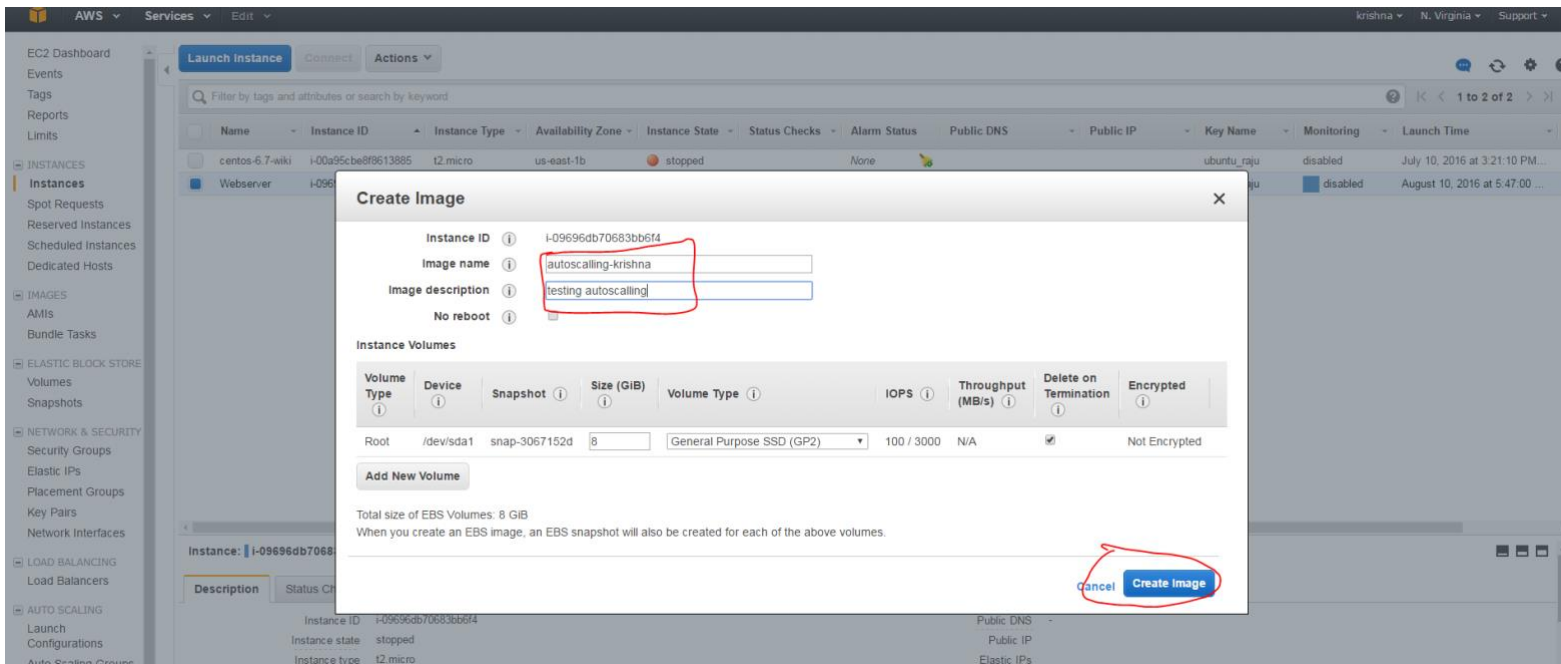 AWS Services Edit krishna N. Virginia Support
EC2 Dashboard
Events
Tags
Reports
Limits
INSTANCES
Instances
Spot Requests
Reserved Instances
Scheduled Instances
Dedicated Hosts
IMAGES
AMIs
Bundle Tasks
ELASTIC BLOCK STORE
Volumes
Snapshots
NETWORK & SECURITY
Security Groups
Elastic IPs
Placement Groups
Key Pairs
Network Interfaces
LOAD BALANCING
Load Balancers
AUTO SCALING
Launch
Configurations
Auto Scaling Groups
Launch Instance Connect Actions
Filter by tags and attributes or search by keyword 1 to 2 of 2
Name Instance ID Instance Type Availability Zone Instance State Status Checks Alarm Status Public DNS Public IP Key Name Monitoring Launch Time
centos-6.7-wiki i-00a95cbe8f8613885 t2.micro us-east-1b stopped None ubuntu_raju disabled July 10, 2016 at 3:21:10 PM...
Webserver disabled August 10, 2016 at 5:47:00 ...
Create Image
Instance ID i-09696db70683bb6f4
Image name autoscalling-krishna
Image description testing autoscalling
No reboot
Instance Volumes
Volume Type Device Snapshot Size (GiB) Volume Type IOPS Throughput (MB/s) Delete on Termination Encrypted
Root /dev/sda1 snap-3067152d 8 General Purpose SSD (GP2) 100 / 3000 N/A Not Encrypted
Add New Volume
Total size of EBS Volumes: 8 GiB
When you create an EBS image, an EBS snapshot will also be created for each of the above volumes.
Cancel Create Image
Instance: i-09696db7068
Description Status Ch
Instance ID i-09696db70683bb6f4 Public DNS -
Instance state stopped Public IP
Instance type t2.micro Elastic IPs